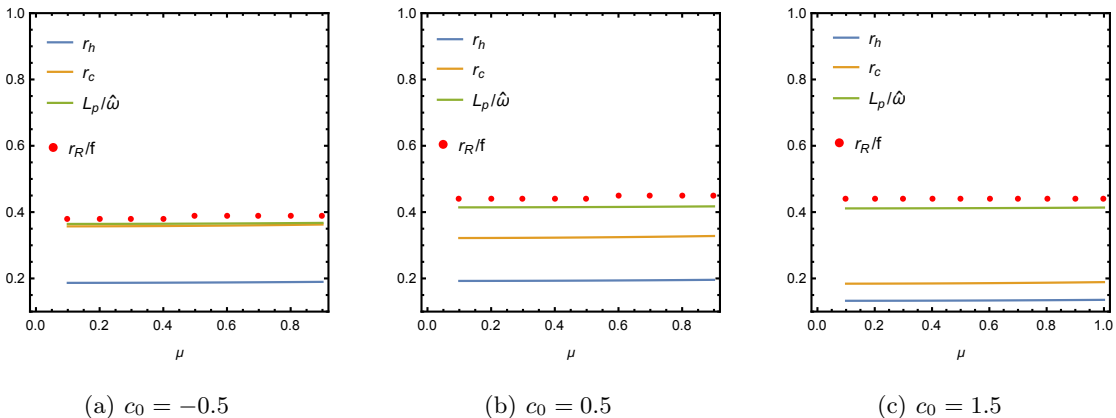 1.0
0.8
0.6
0.4
0.2
r_h
r_c
L_p/ω̂
r_R/f
0.0 0.2 0.4 0.6 0.8
μ
(a) c₀ = −0.5
1.0
0.8
0.6
0.4
0.2
r_h
r_c
L_p/ω̂
r_R/f
0.0 0.2 0.4 0.6 0.8
μ
(b) c₀ = 0.5
1.0
0.8
0.6
0.4
0.2
r_h
r_c
L_p/ω̂
r_R/f
0.0 0.2 0.4 0.6 0.8 1.0
μ
(c) c₀ = 1.5